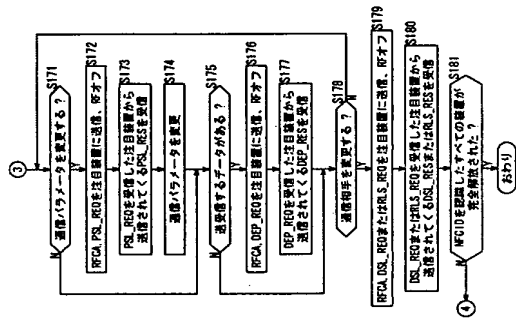 ③
通信パラメータを変更する？
S171
N
Y
RFCA,PSL_REQを注目装置に送信、RFオフ
S172
PSL_REQを受信した注目装置から
送信されてくるPSL_RESを受信
S173
通信パラメータを変更
S174
送受信するデータがある？
S175
N
Y
RFCA,DEP_REQを注目装置に送信、RFオフ
S176
DEP_REQを受信した注目装置から
送信されてくるDEP_RESを受信
S177
通信相手を変更する？
S178
N
Y
RFCA,DSL_REQまたはRLS_REQを注目装置に送信、RFオフ
S179
DSL_REQまたはRLS_REQを受信した注目装置から
送信されてくるDSL_RESまたはRLS_RESを受信
S180
NFCIDを認識したすべての装置が
完全解放された？
S181
N
④
Y
おわり